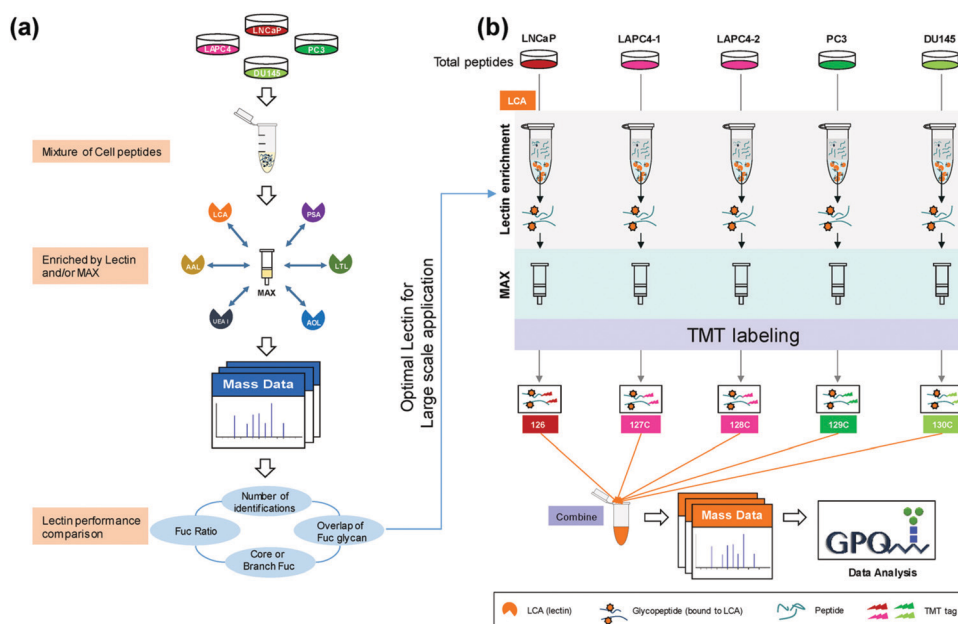 (a)
LNCaP
LAPC4
PC3
DU145
Mixture of Cell peptides
LCA
PSA
Enriched by Lectin
and/or MAX
AAL
LTL
MAX
UEA I
AOL
Mass Data
Lectin performance
comparison
Number of
identifications
Fuc Ratio
Overlap of
Fuc glycan
Core or
Branch Fuc
Optimal Lectin for
Large scale application
(b)
LNCaP
LAPC4-1
LAPC4-2
PC3
DU145
Total peptides
LCA
Lectin enrichment
MAX
TMT labeling
126
127C
128C
129C
130C
Combine
Mass Data
GPQ
Data Analysis
LCA (lectin)
Glycopeptide (bound to LCA)
Peptide
TMT tag